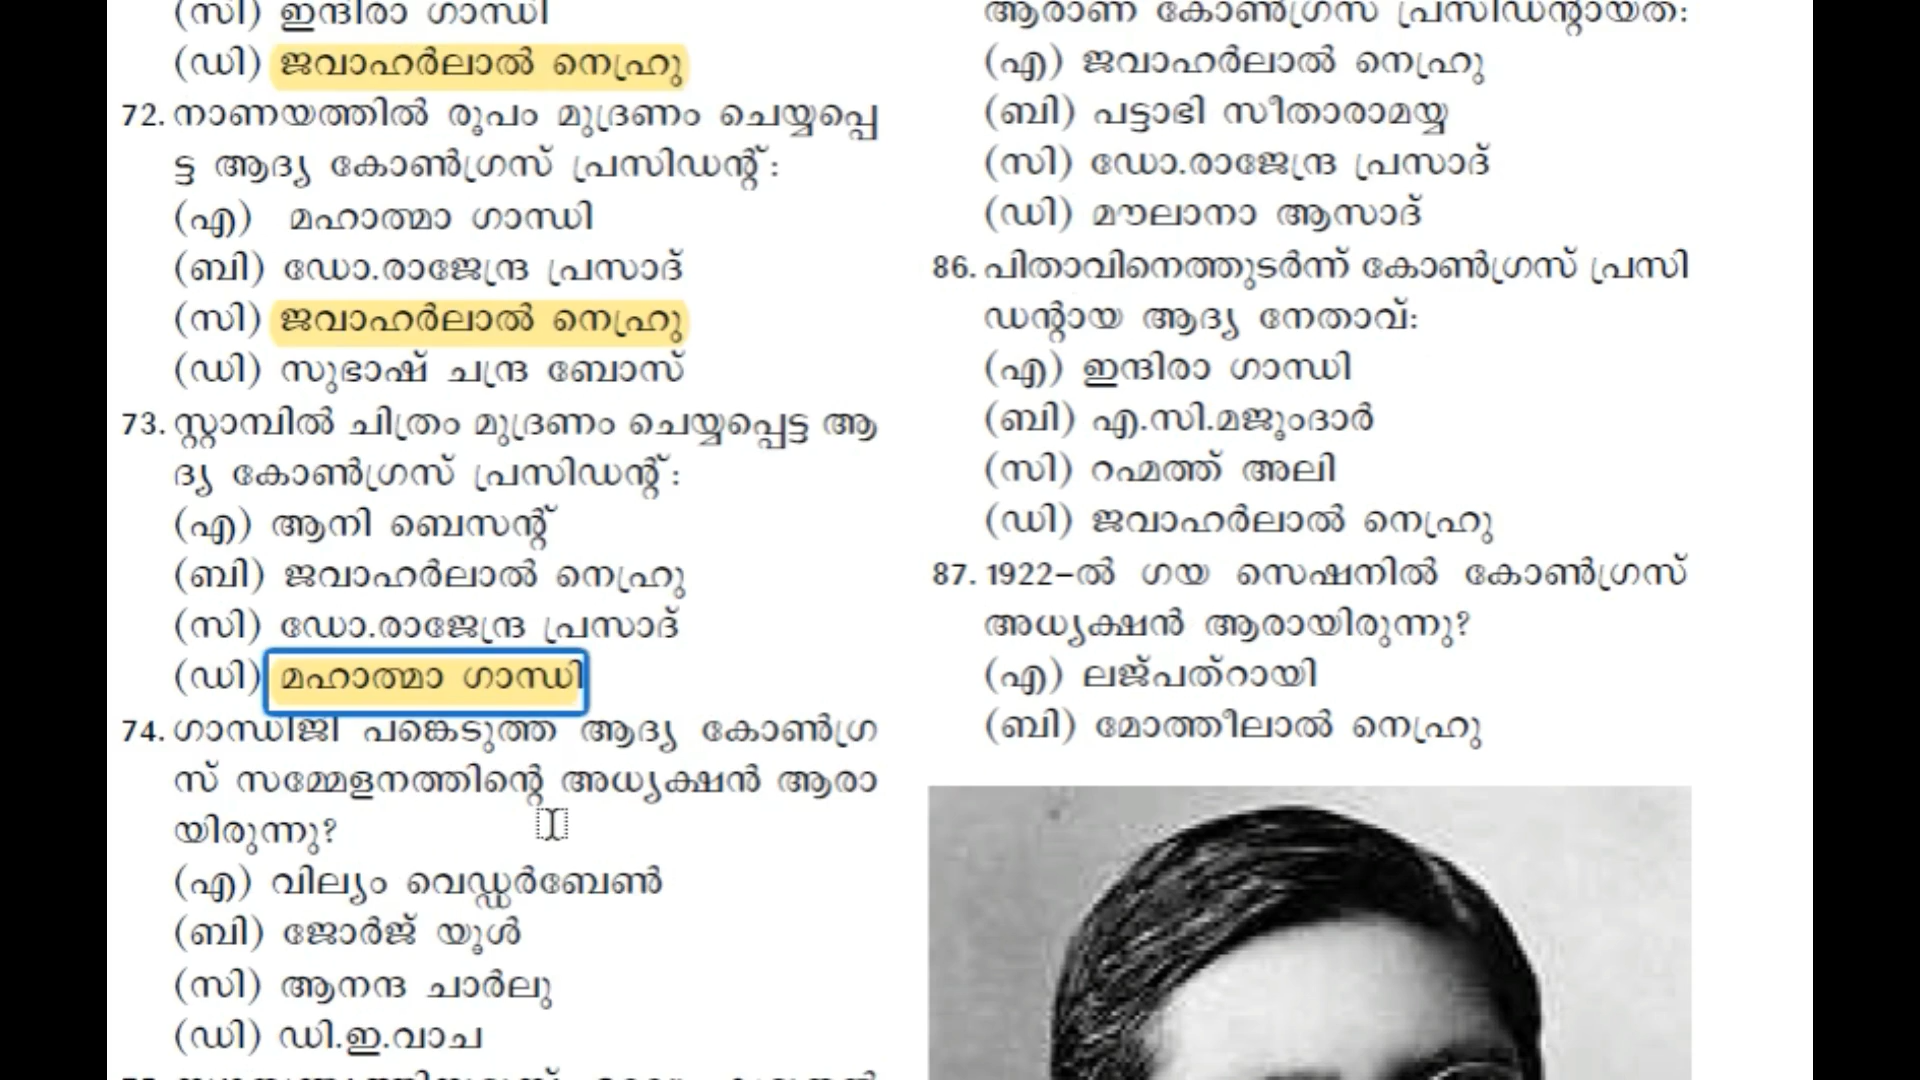 (സി) ഇന്ദിരാ ഗാന്ധി
(ഡി) ജവാഹർലാൽ നെഹ്രു
72. നാണയത്തിൽ രൂപം മുദ്രണം ചെയ്യപ്പെ
ട്ട ആദ്യ കോൺഗ്രസ് പ്രസിഡന്റ്:
(എ) മഹാത്മാ ഗാന്ധി
(ബി) ഡോ.രാജേന്ദ്ര പ്രസാദ്
(സി) ജവാഹർലാൽ നെഹ്രു
(ഡി) സുഭാഷ് ചന്ദ്ര ബോസ്
73. സ്റ്റാമ്പിൽ ചിത്രം മുദ്രണം ചെയ്യപ്പെട്ട ആ
ദ്യ കോൺഗ്രസ് പ്രസിഡന്റ്:
(എ) ആനി ബെസന്റ്
(ബി) ജവാഹർലാൽ നെഹ്രു
(സി) ഡോ.രാജേന്ദ്ര പ്രസാദ്
(ഡി) മഹാത്മാ ഗാന്ധി
74. ഗാന്ധിജി പങ്കെടുത്ത ആദ്യ കോൺഗ്ര
സ് സമ്മേളനത്തിന്റെ അധ്യക്ഷൻ ആരാ
യിരുന്നു?
(എ) വില്യം വെഡ്ഡർബേൺ
(ബി) ജോർജ് യൂൾ
(സി) ആനന്ദ ചാർലു
(ഡി) ഡി.ഇ.വാച
ആരാണ് കോൺഗ്രസ് പ്രസിഡന്റായത്:
(എ) ജവാഹർലാൽ നെഹ്രു
(ബി) പട്ടാഭി സീതാരാമയ്യ
(സി) ഡോ.രാജേന്ദ്ര പ്രസാദ്
(ഡി) മൗലാനാ ആസാദ്
86. പിതാവിനെത്തുടർന്ന് കോൺഗ്രസ് പ്രസി
ഡന്റായ ആദ്യ നേതാവ്:
(എ) ഇന്ദിരാ ഗാന്ധി
(ബി) എ.സി.മജൂംദാർ
(സി) റഹ്മത്ത് അലി
(ഡി) ജവാഹർലാൽ നെഹ്രു
87. 1922-ൽ ഗയ സെഷനിൽ കോൺഗ്രസ്
അധ്യക്ഷൻ ആരായിരുന്നു?
(എ) ലജ്പത്റായി
(ബി) മോത്തീലാൽ നെഹ്രു